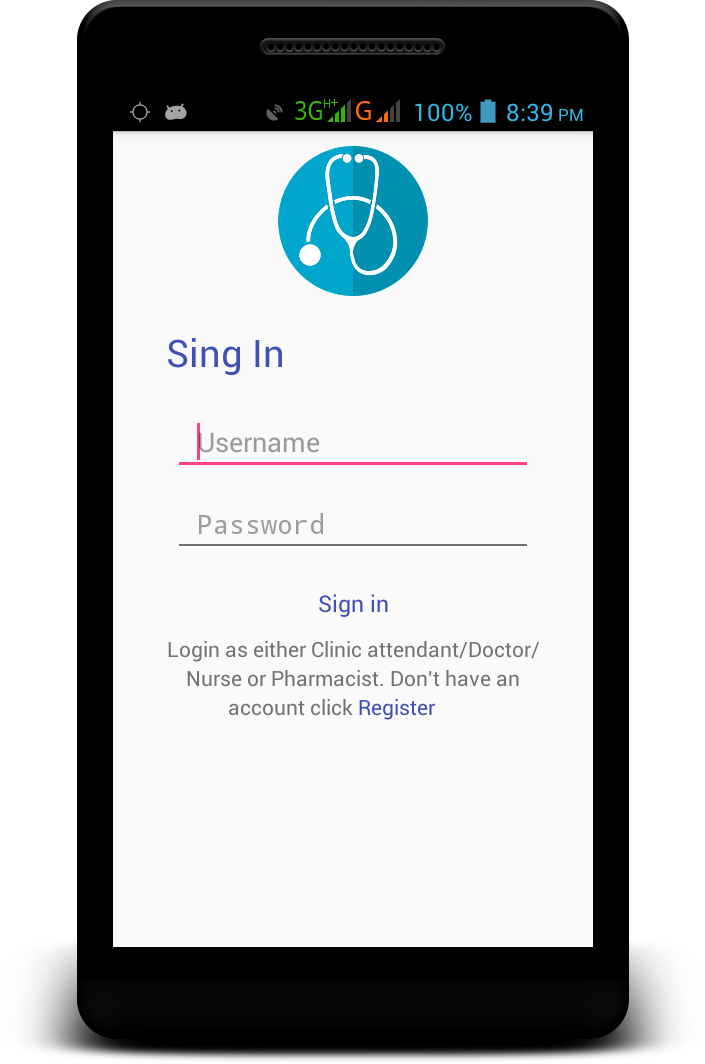 3G H+ G 100% 8:39 PM
Sing In
Username
Password
Sign in
Login as either Clinic attendant/Doctor/
Nurse or Pharmacist. Don't have an
account click Register